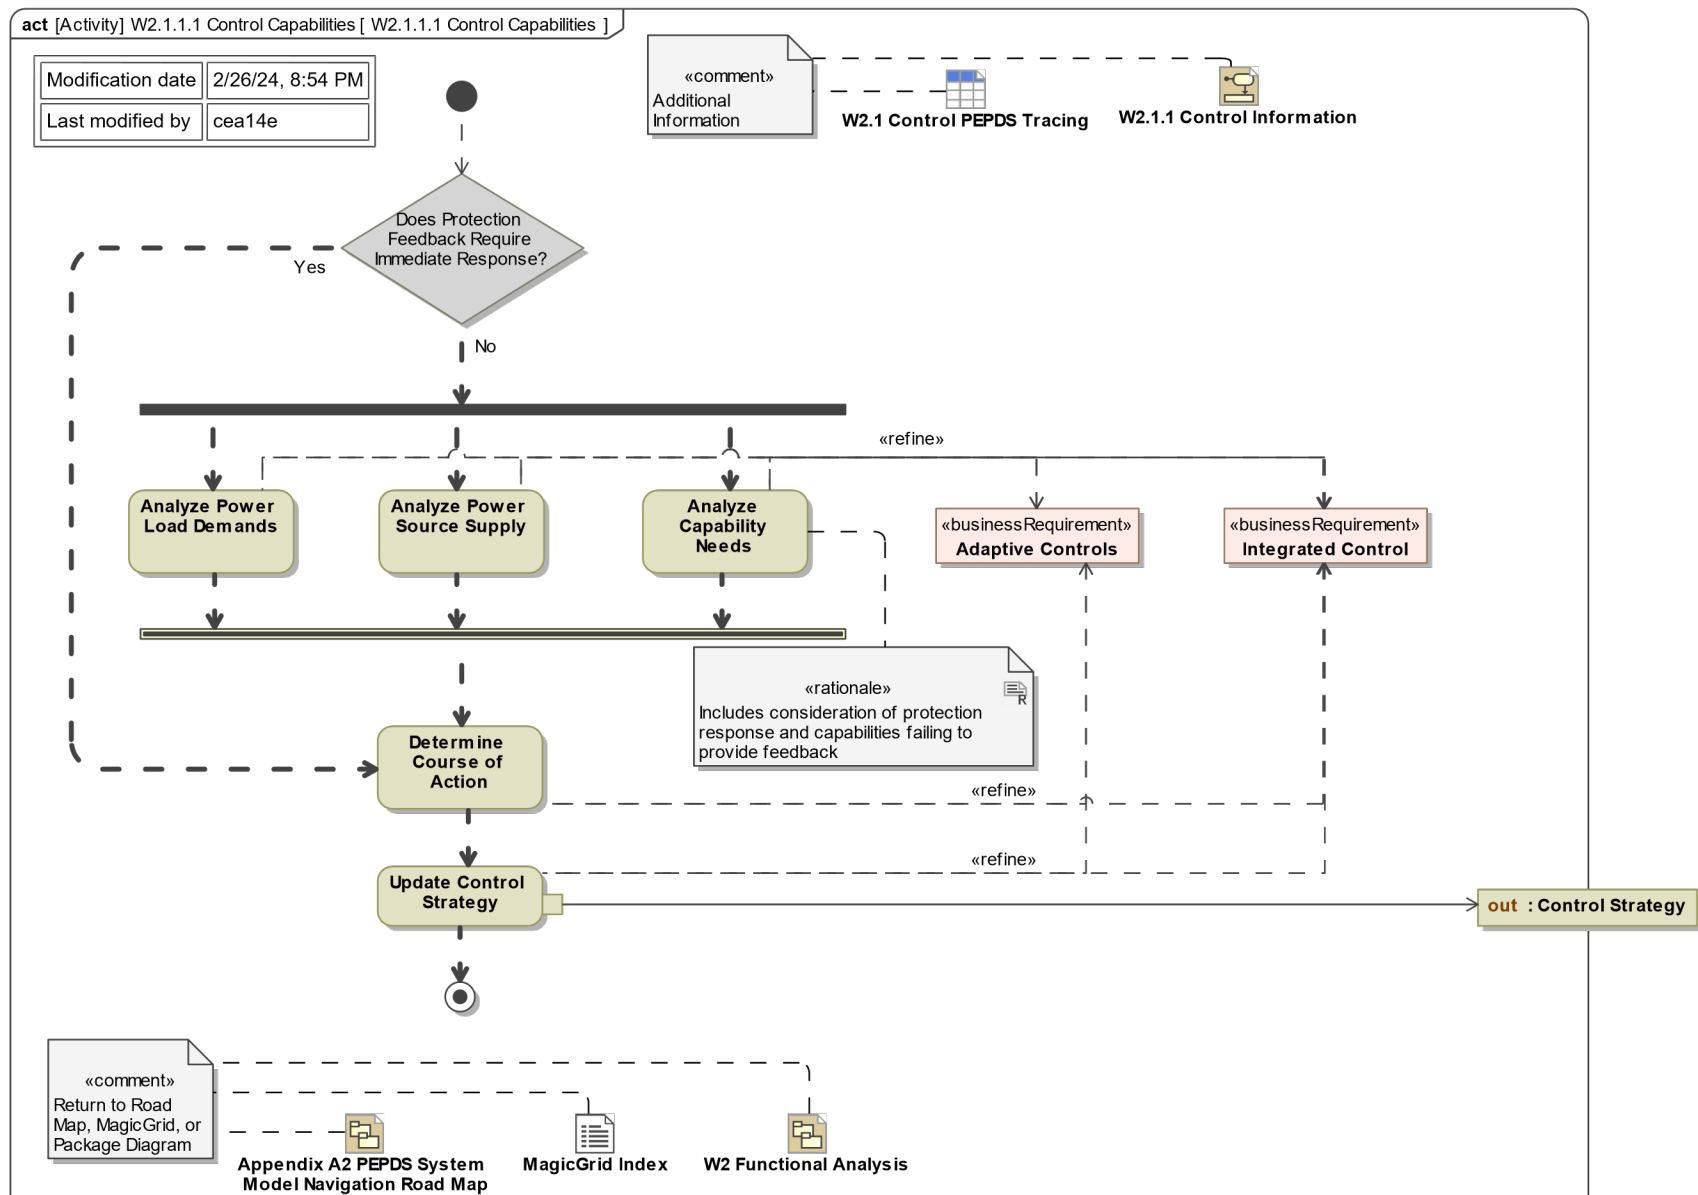 act [Activity] W2.1.1.1 Control Capabilities [ W2.1.1.1 Control Capabilities ]
Modification date 2/26/24, 8:54 PM
Last modified by cea14e
«comment»
Additional
Information
W2.1 Control PEPDS Tracing
W2.1.1 Control Information
Does Protection
Feedback Require
Immediate Response?
Yes
No
«refine»
Analyze Power
Load Demands
Analyze Power
Source Supply
Analyze
Capability
Needs
«businessRequirement»
Adaptive Controls
«businessRequirement»
Integrated Control
«rationale»
R
Includes consideration of protection
response and capabilities failing to
provide feedback
Determine
Course of
Action
«refine»
«refine»
Update Control
Strategy
out : Control Strategy
«comment»
Return to Road
Map, MagicGrid, or
Package Diagram
Appendix A2 PEPDS System
Model Navigation Road Map
MagicGrid Index
W2 Functional Analysis